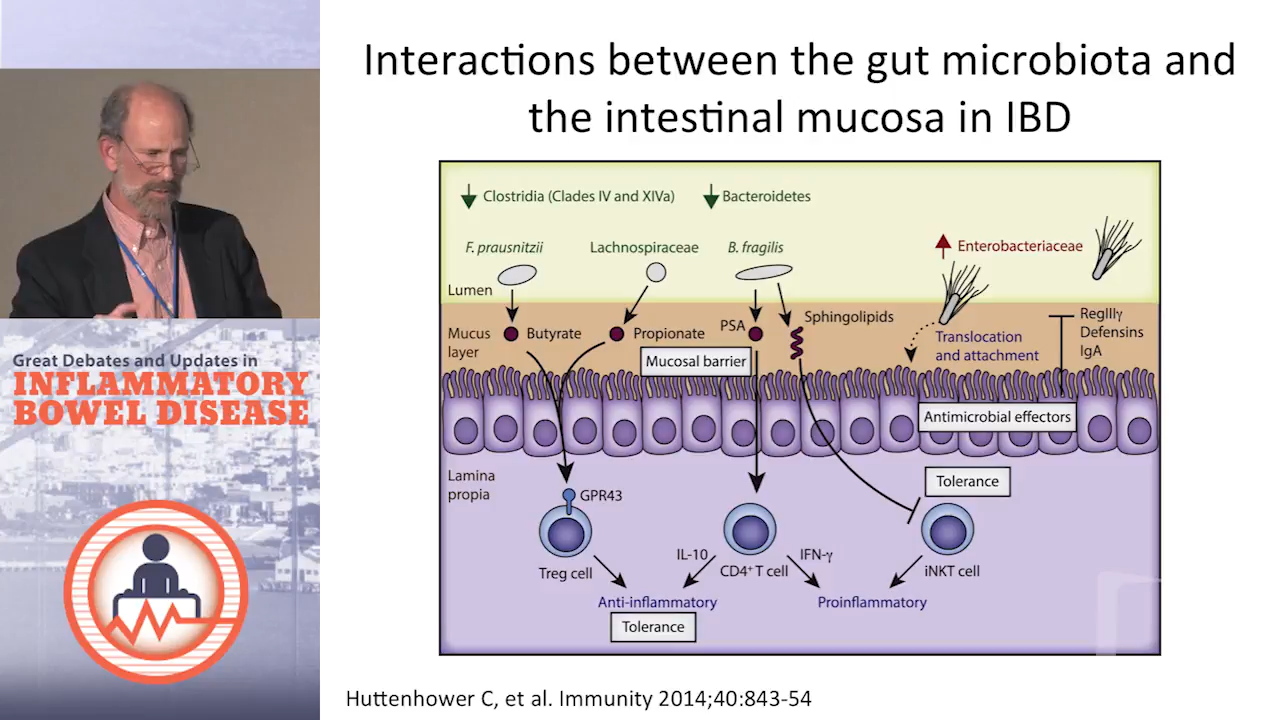 Interactions between the gut microbiota and
the intestinal mucosa in IBD
Clostridia (Clades IV and XIVa)
Bacteroidetes
F. prausnitzii
Lachnospiraceae
B. fragilis
Enterobacteriaceae
Lumen
Mucus
layer
Butyrate
Propionate
PSA
Sphingolipids
RegIIIγ
Defensins
IgA
Translocation
and attachment
Mucosal barrier
Antimicrobial effectors
Lamina
propia
GPR43
Tolerance
Treg cell
IL-10
CD4+ T cell
IFN-γ
iNKT cell
Anti-inflammatory
Proinflammatory
Tolerance
Great Debates and Updates in
INFLAMMATORY
BOWEL DISEASE
Huttenhower C, et al. Immunity 2014;40:843-54